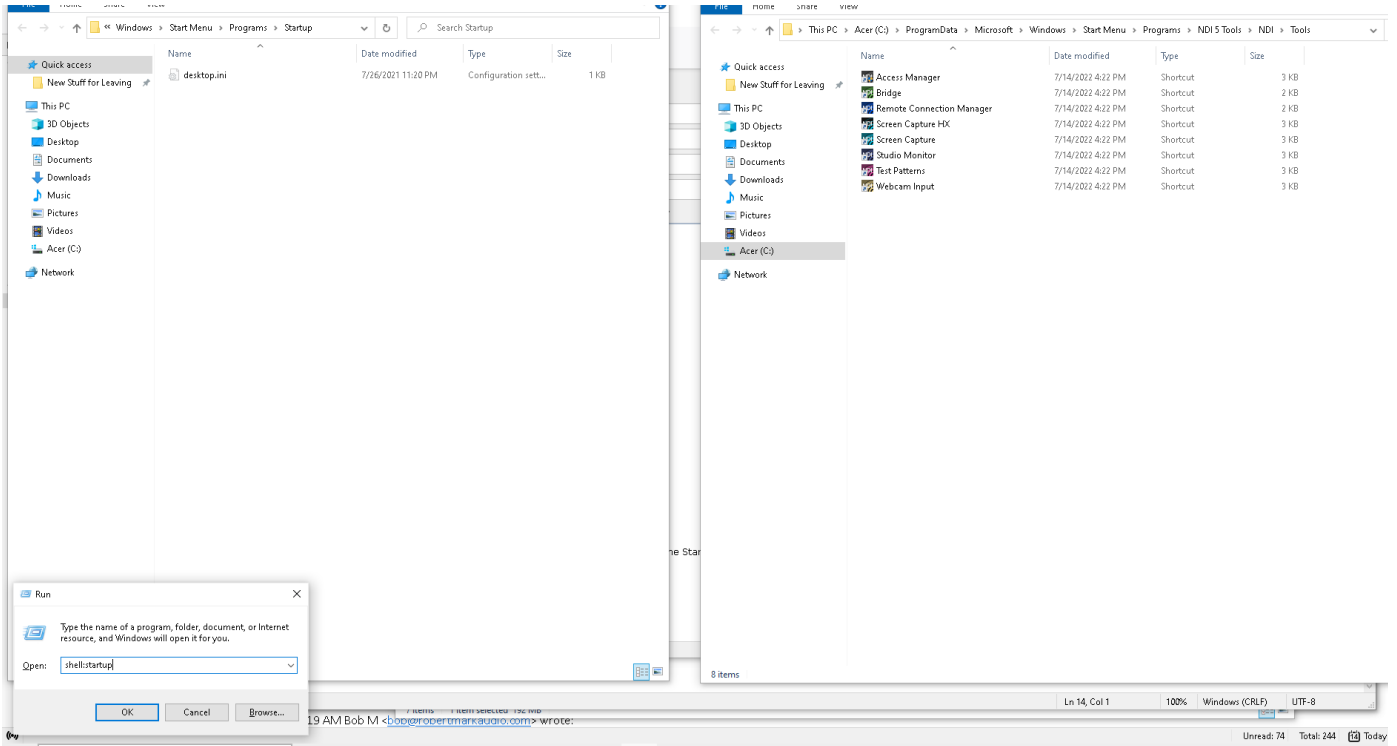 File Home Share View
« Windows › Start Menu › Programs › Startup
Search Startup
Name Date modified Type Size
desktop.ini 7/26/2021 11:20 PM Configuration sett... 1 KB
Quick access
New Stuff for Leaving
This PC
3D Objects
Desktop
Documents
Downloads
Music
Pictures
Videos
Acer (C:)
Network
File Home Share View
› This PC › Acer (C:) › ProgramData › Microsoft › Windows › Start Menu › Programs › NDI 5 Tools › NDI › Tools
Name Date modified Type Size
Quick access
New Stuff for Leaving
This PC
3D Objects
Desktop
Documents
Downloads
Music
Pictures
Videos
Acer (C:)
Network
Access Manager 7/14/2022 4:22 PM Shortcut 3 KB
Bridge 7/14/2022 4:22 PM Shortcut 2 KB
Remote Connection Manager 7/14/2022 4:22 PM Shortcut 2 KB
Screen Capture HX 7/14/2022 4:22 PM Shortcut 3 KB
Screen Capture 7/14/2022 4:22 PM Shortcut 3 KB
Studio Monitor 7/14/2022 4:22 PM Shortcut 3 KB
Test Patterns 7/14/2022 4:22 PM Shortcut 3 KB
Webcam Input 7/14/2022 4:22 PM Shortcut 3 KB
8 items
he Star
Run
Type the name of a program, folder, document, or Internet
resource, and Windows will open it for you.
Open: shell:startup
OK Cancel Browse...
Ln 14, Col 1 100% Windows (CRLF) UTF-8
7 items 1 item selected 192 MB
19 AM Bob M <bob@robertmarkaudio.com> wrote:
Unread: 74 Total: 244 14 Today